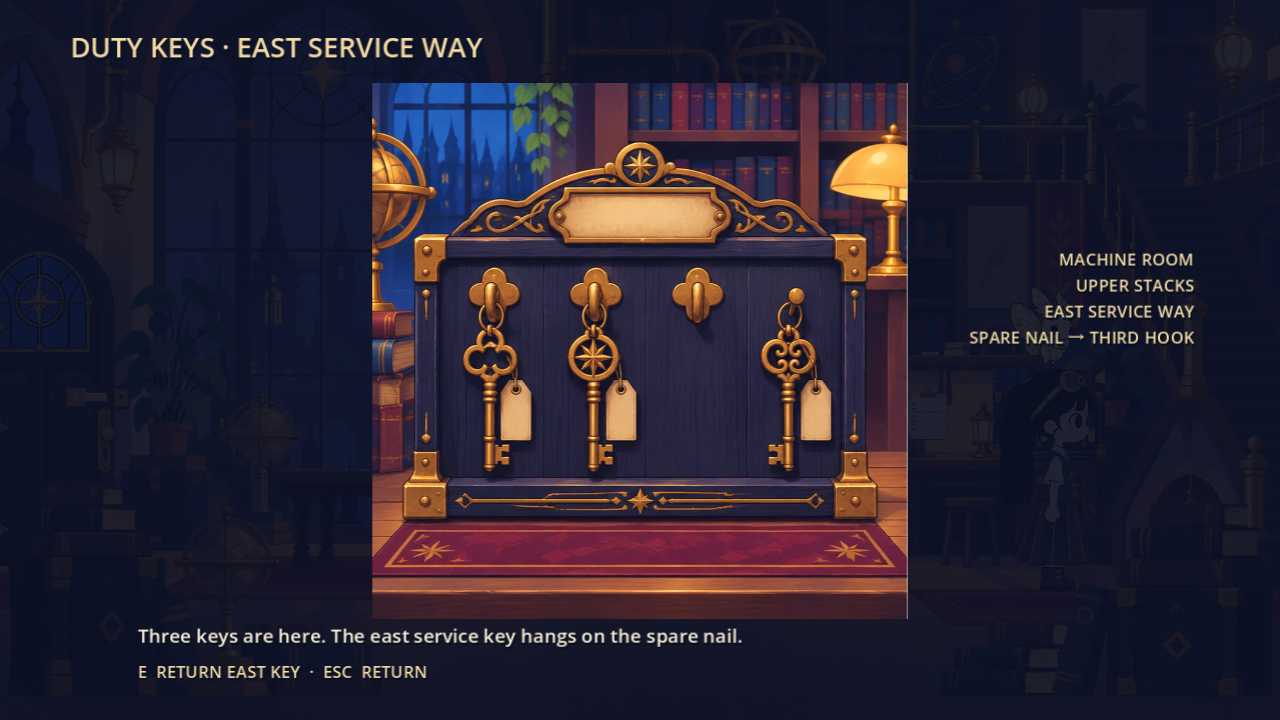 DUTY KEYS · EAST SERVICE WAY
MACHINE ROOM
UPPER STACKS
EAST SERVICE WAY
SPARE NAIL → THIRD HOOK
Three keys are here. The east service key hangs on the spare nail.
E RETURN EAST KEY · ESC RETURN